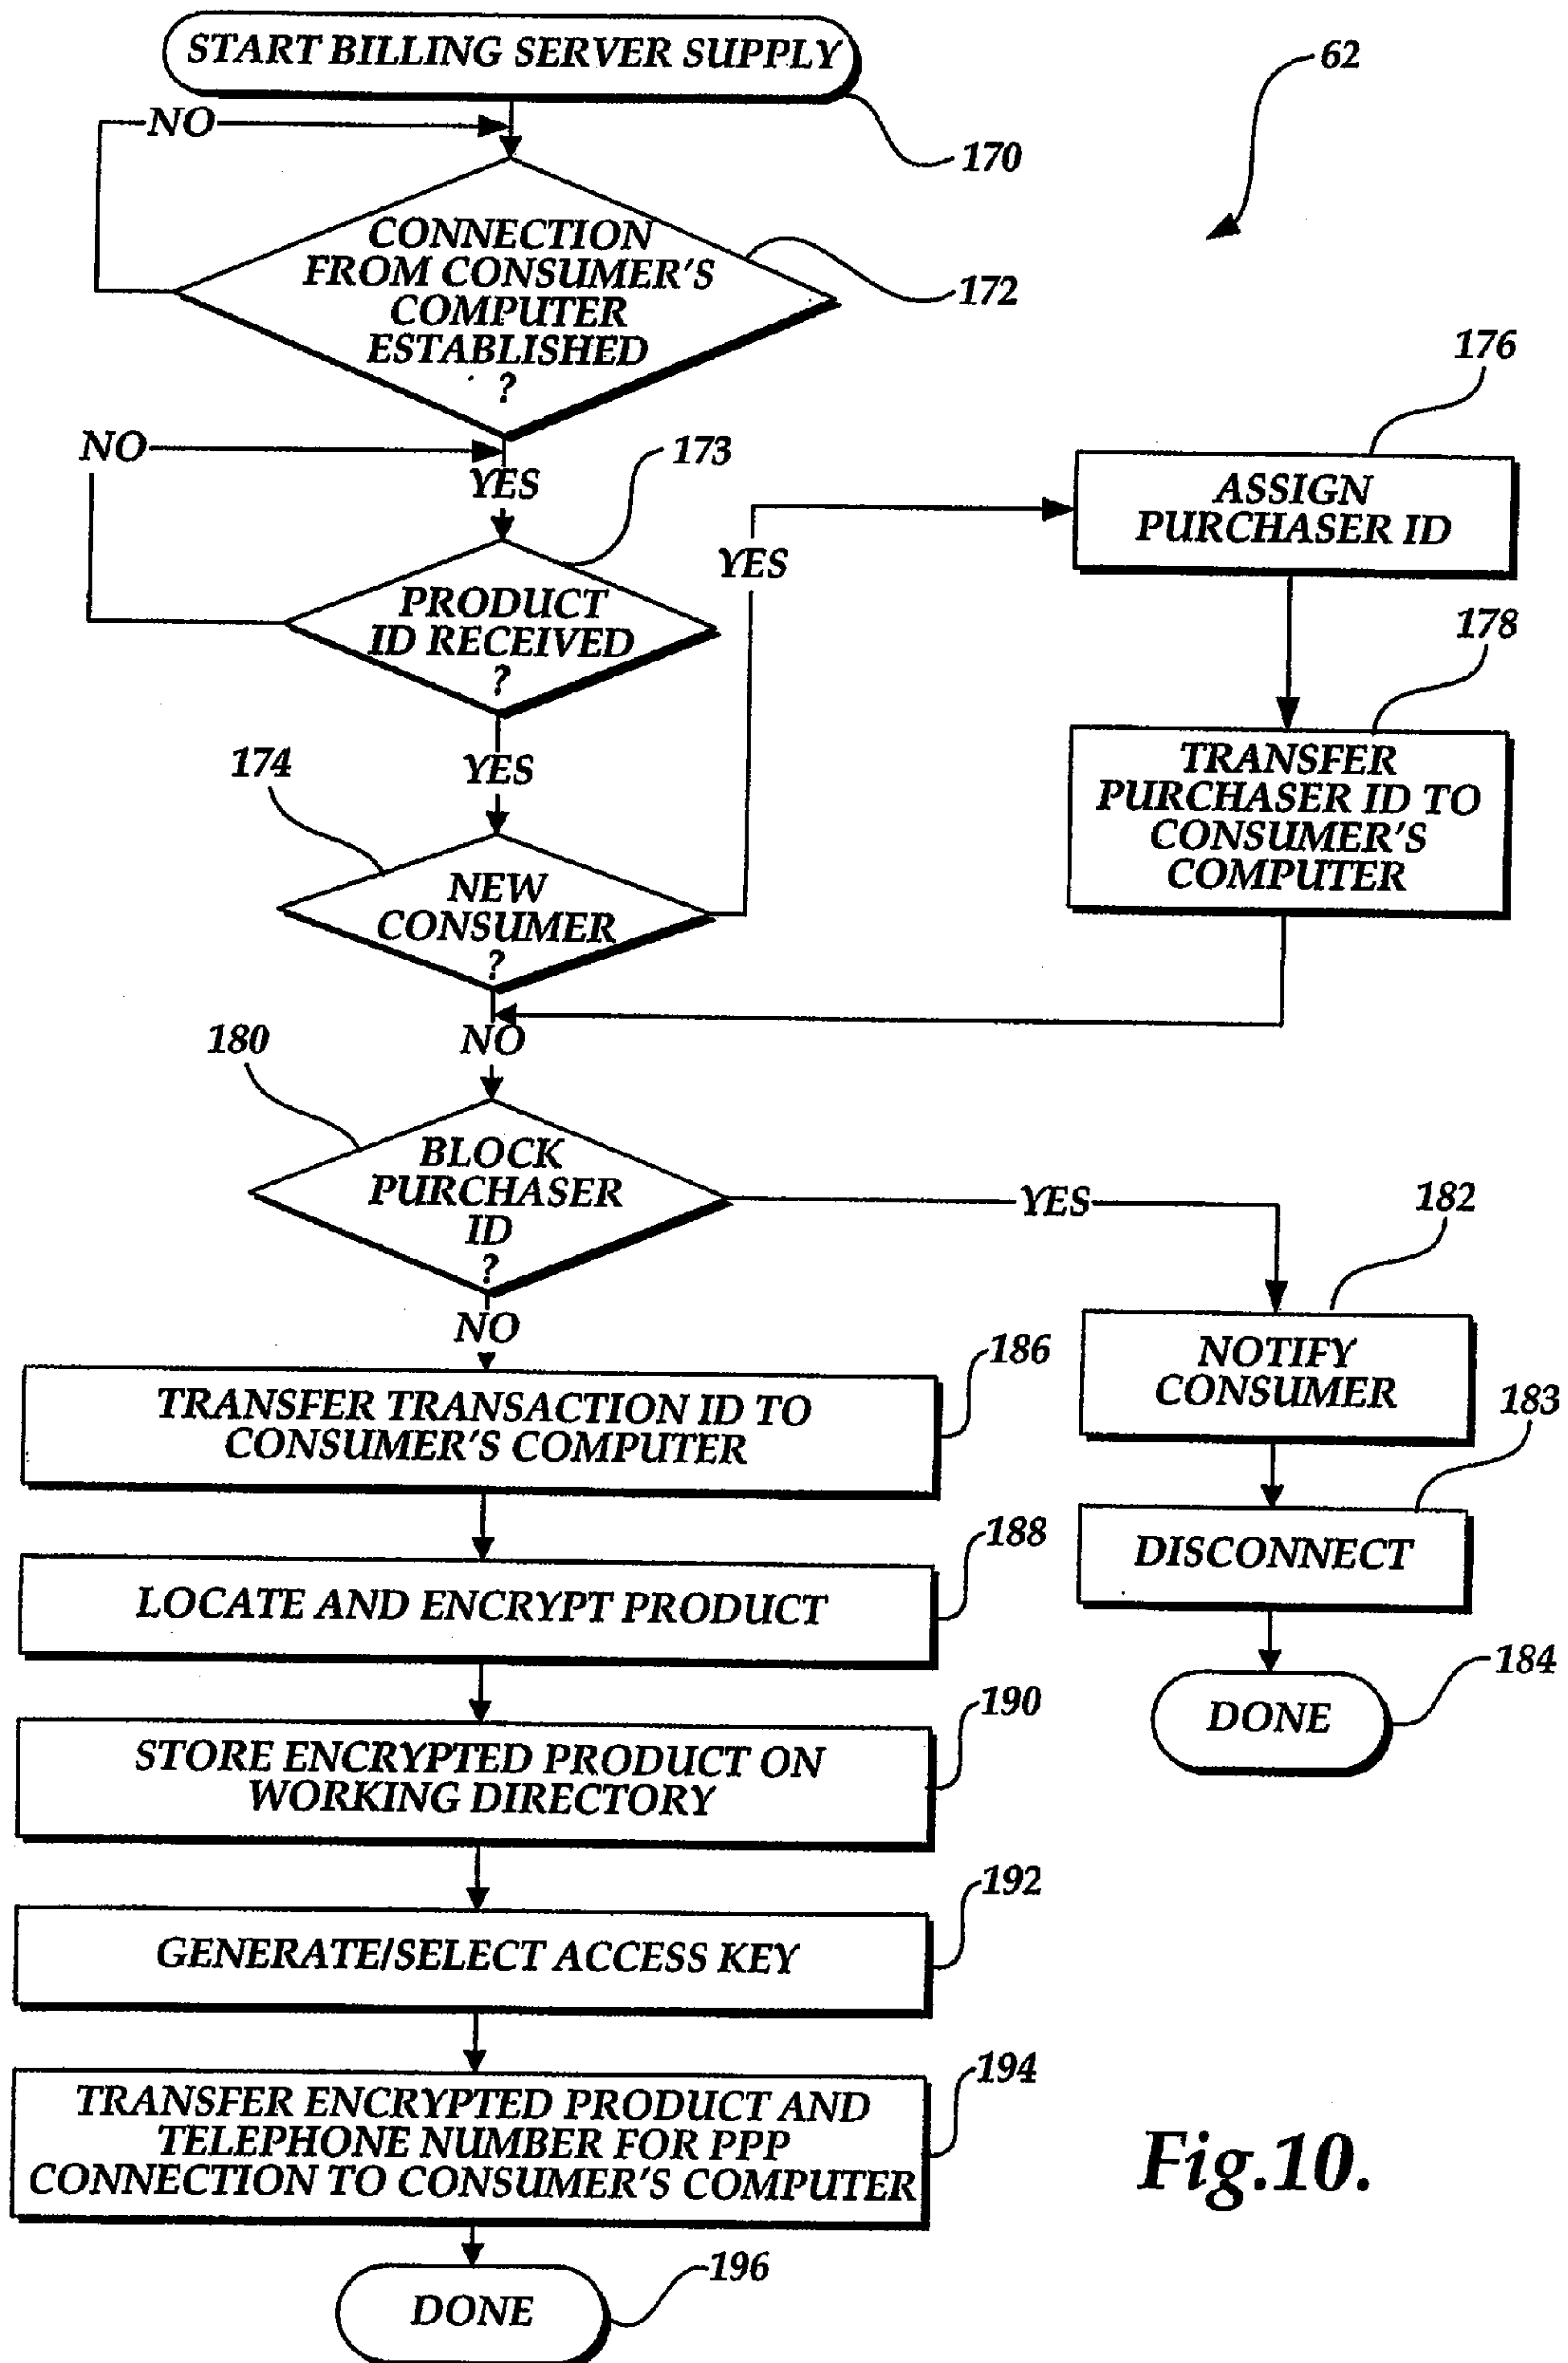 START BILLING SERVER SUPPLY
62
NO
170
CONNECTION
FROM CONSUMER'S
COMPUTER
ESTABLISHED
?
172
176
NO
173
YES
ASSIGN
PURCHASER ID
YES
PRODUCT
ID RECEIVED
?
178
174
YES
TRANSFER
PURCHASER ID TO
CONSUMER'S
COMPUTER
NEW
CONSUMER
?
180
NO
BLOCK
PURCHASER
ID
?
YES
182
NO
NOTIFY
CONSUMER
186
183
TRANSFER TRANSACTION ID TO
CONSUMER'S COMPUTER
188
DISCONNECT
LOCATE AND ENCRYPT PRODUCT
184
190
DONE
STORE ENCRYPTED PRODUCT ON
WORKING DIRECTORY
192
GENERATE/SELECT ACCESS KEY
194
TRANSFER ENCRYPTED PRODUCT AND
TELEPHONE NUMBER FOR PPP
CONNECTION TO CONSUMER'S COMPUTER
Fig.10.
196
DONE